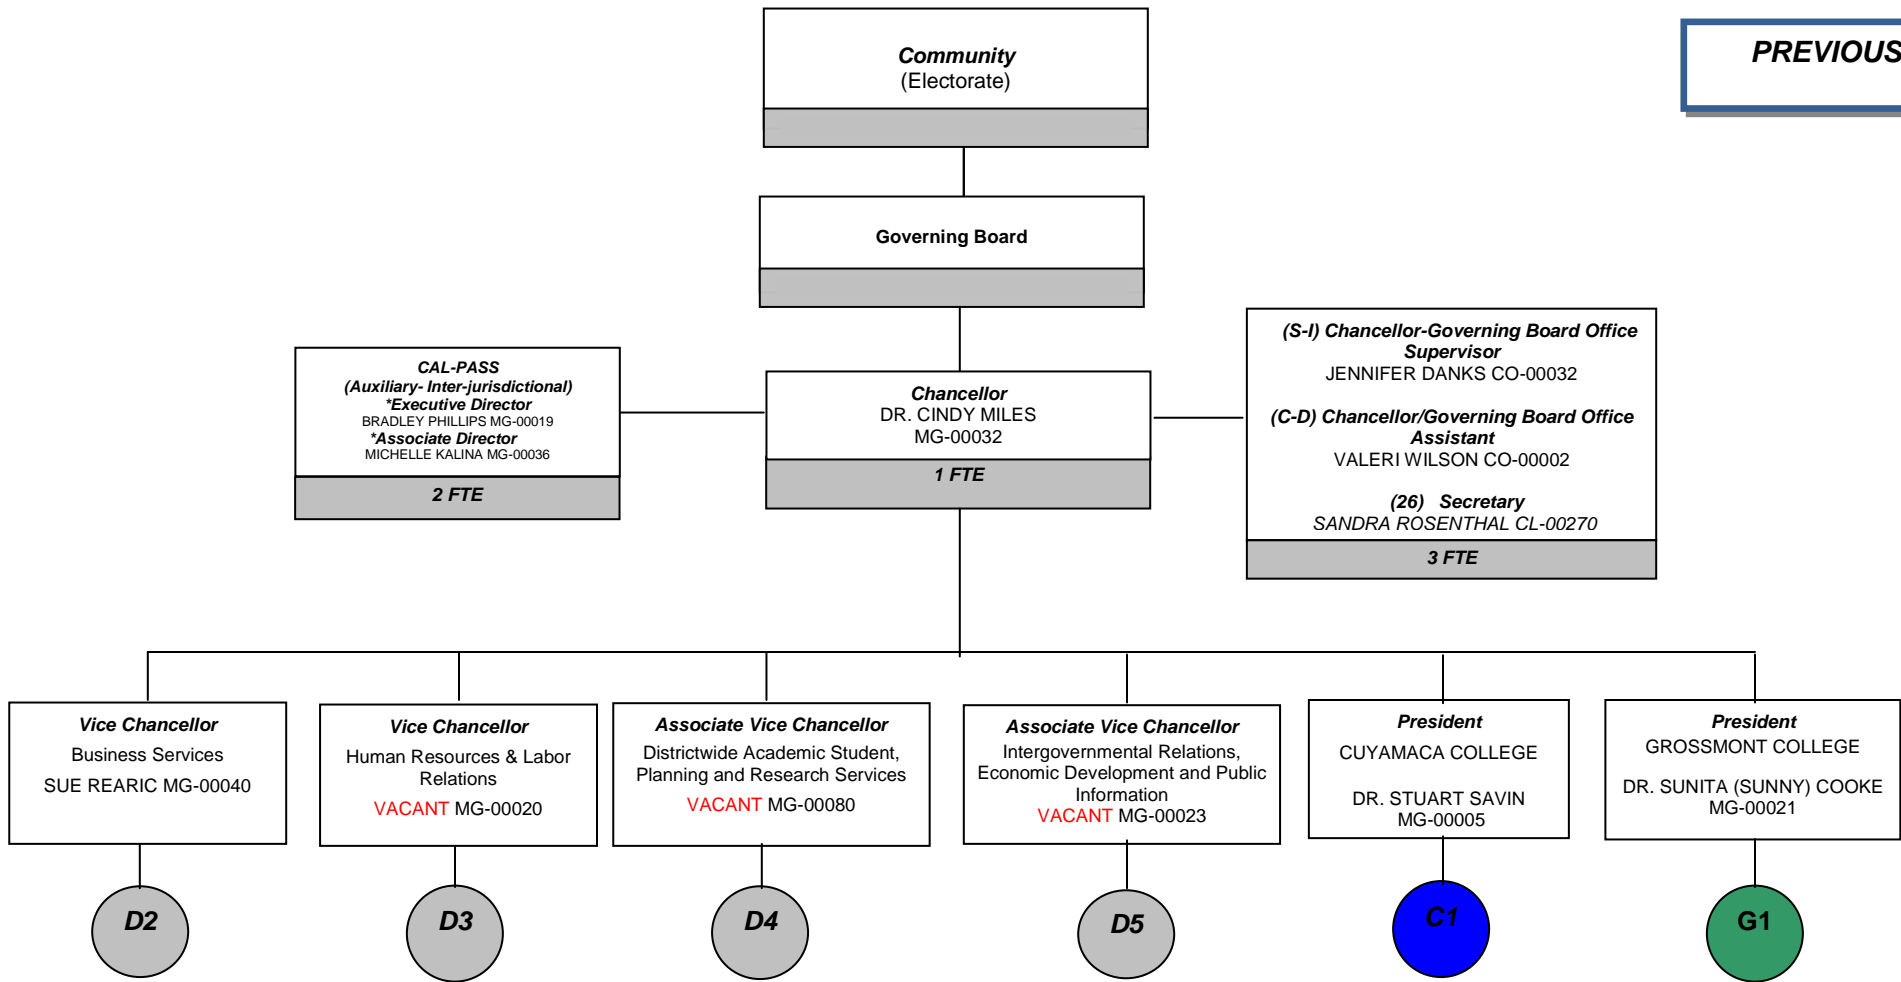 Community
(Electorate)
PREVIOUS
Governing Board
CAL-PASS
(Auxiliary- Inter-jurisdictional)
*Executive Director
BRADLEY PHILLIPS MG-00019
*Associate Director
MICHELLE KALINA MG-00036
2 FTE
Chancellor
DR. CINDY MILES
MG-00032
1 FTE
(S-I) Chancellor-Governing Board Office
Supervisor
JENNIFER DANKS CO-00032
(C-D) Chancellor/Governing Board Office
Assistant
VALERI WILSON CO-00002
(26) Secretary
SANDRA ROSENTHAL CL-00270
3 FTE
Vice Chancellor
Business Services
SUE REARIC MG-00040
Vice Chancellor
Human Resources & Labor
Relations
VACANT MG-00020
Associate Vice Chancellor
Districtwide Academic Student,
Planning and Research Services
VACANT MG-00080
Associate Vice Chancellor
Intergovernmental Relations,
Economic Development and Public
Information
VACANT MG-00023
President
CUYAMACA COLLEGE
DR. STUART SAVIN
MG-00005
President
GROSSMONT COLLEGE
DR. SUNITA (SUNNY) COOKE
MG-00021
D2
D3
D4
D5
C1
G1